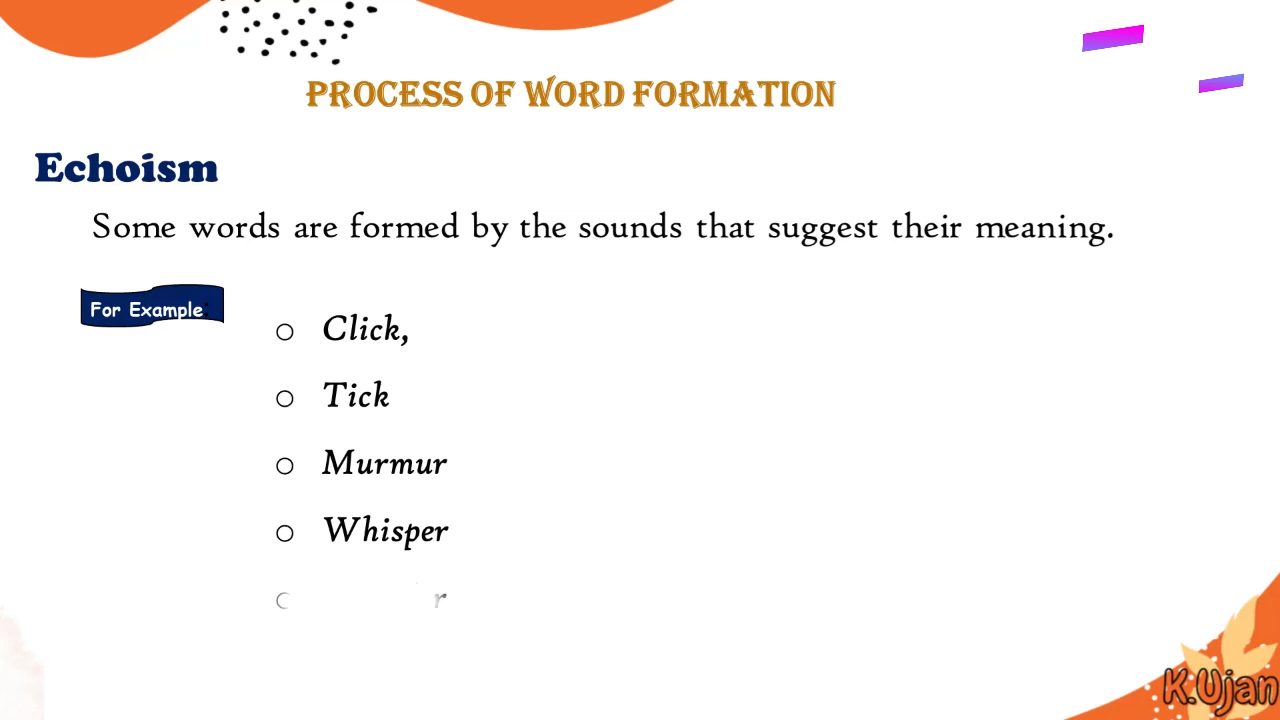 PROCESS OF WORD FORMATION
Echoism
Some words are formed by the sounds that suggest their meaning.
For Example:
Click,
Tick
Murmur
Whisper
K.Ujan